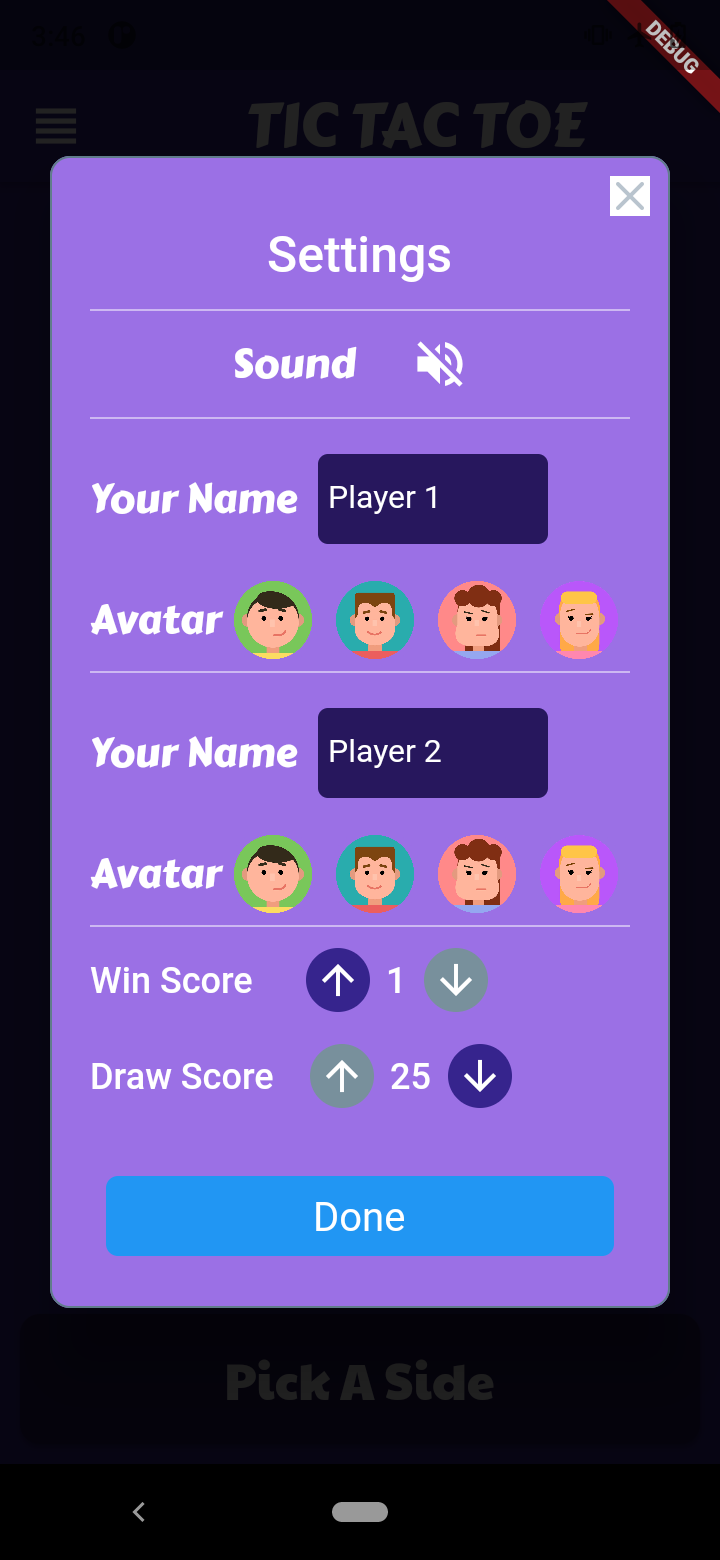 3:46
DEBUG
TIC TAC TOE
Settings
Sound
Your Name Player 1
Avatar
Your Name Player 2
Avatar
Win Score 1
Draw Score 25
Done
Pick A Side